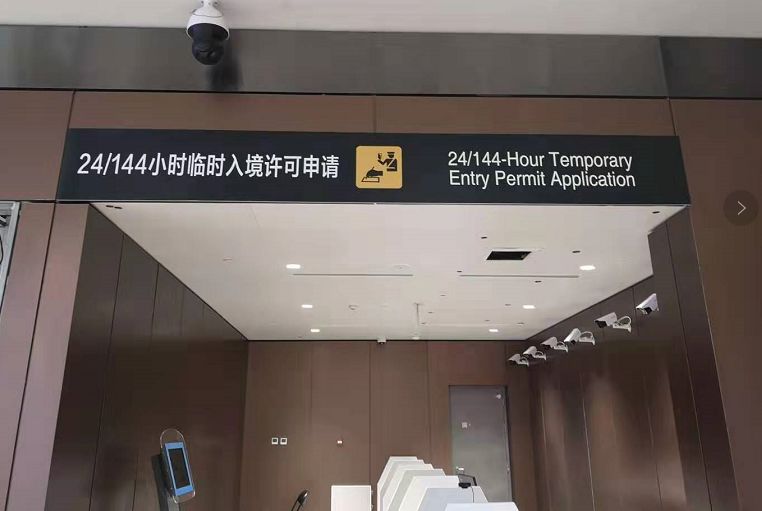 24/144小时临时入境许可申请
24/144-Hour Temporary
Entry Permit Application